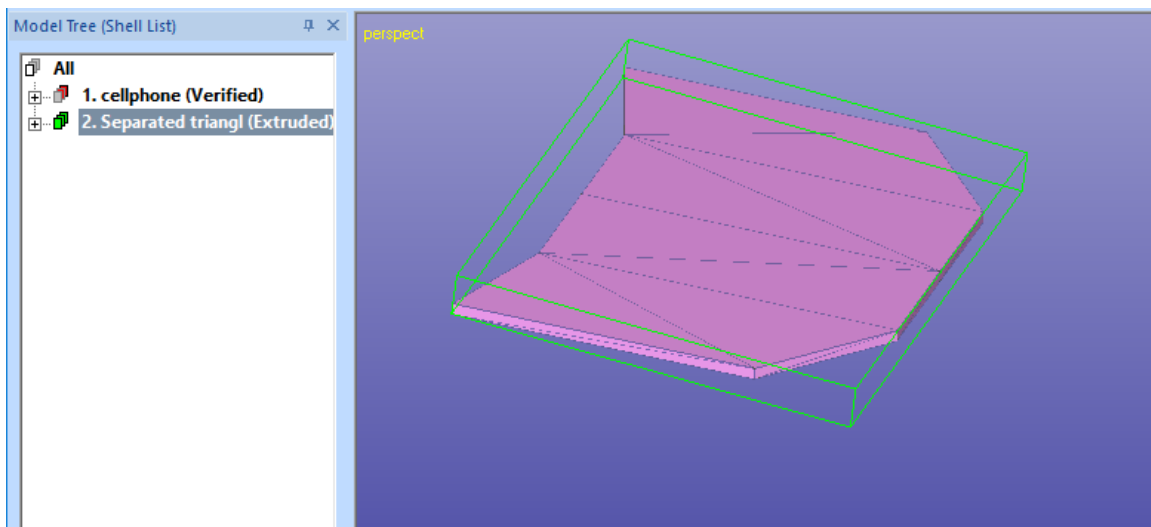 Model Tree (Shell List)
perspect
All
1. cellphone (Verified)
2. Separated triangl (Extruded)